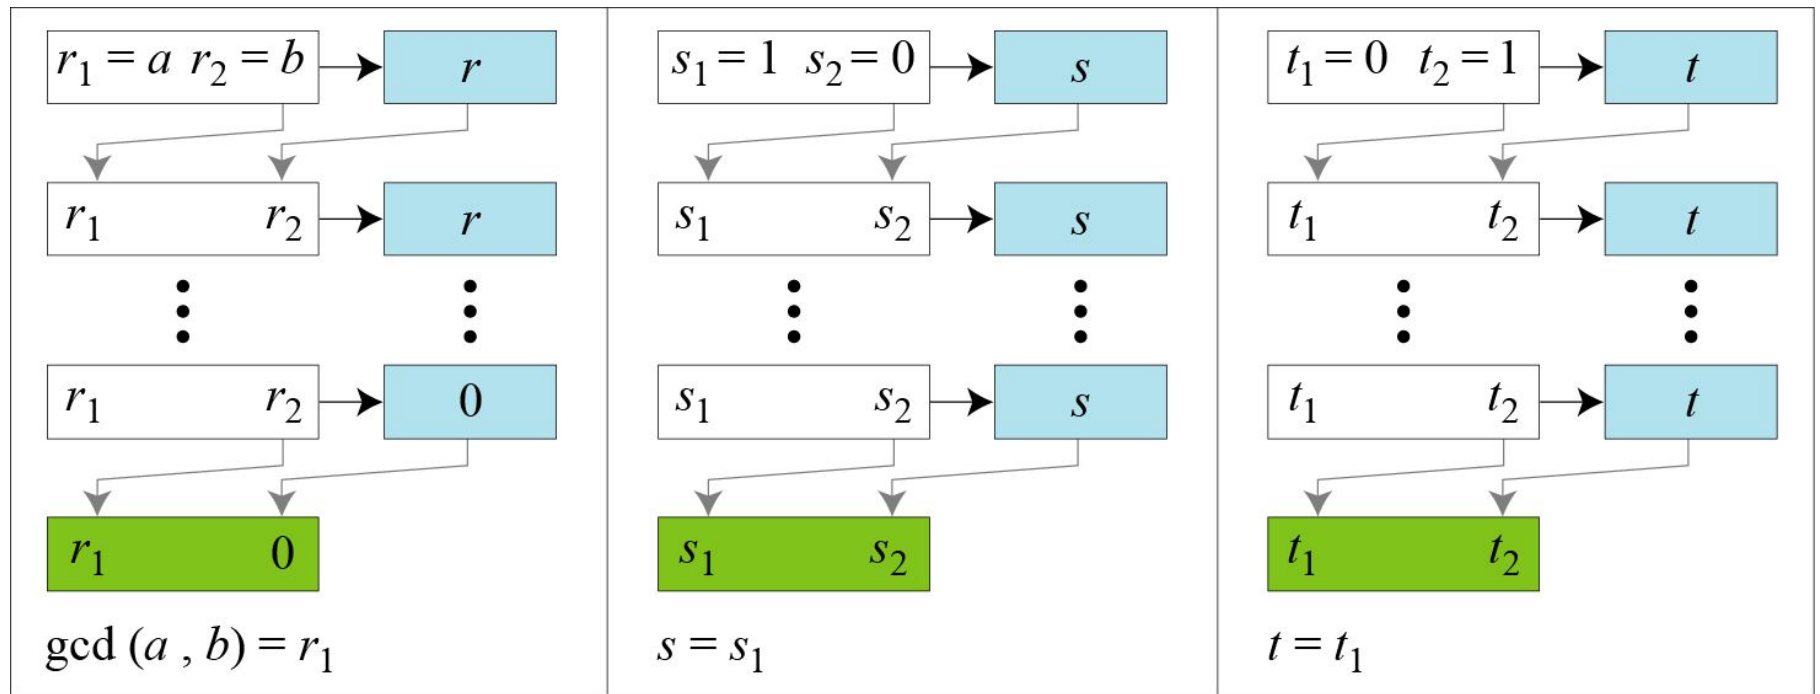 r₁ = a r₂ = b r
r₁ r₂ r
r₁ r₂ 0
r₁ 0
gcd (a , b) = r₁
s₁ = 1 s₂ = 0 s
s₁ s₂ s
s₁ s₂ s
s₁ s₂
s = s₁
t₁ = 0 t₂ = 1 t
t₁ t₂ t
t₁ t₂ t
t₁ t₂
t = t₁